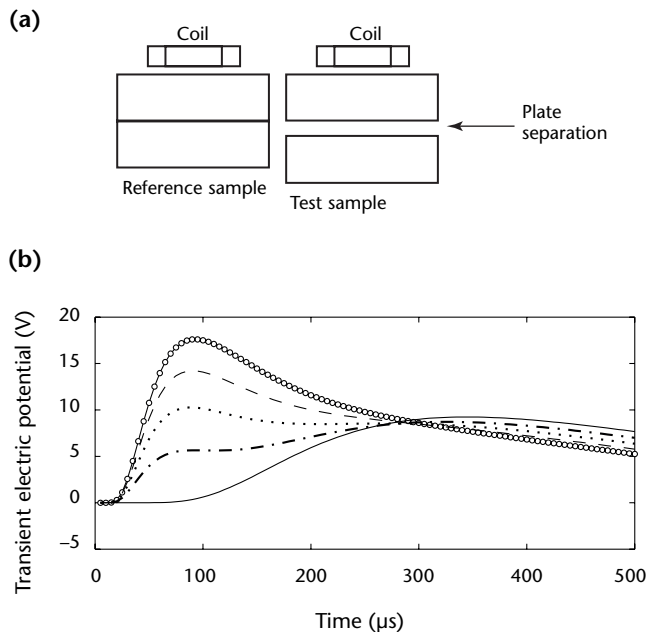 (a)
Coil
Coil
Plate
separation
Reference sample
Test sample
(b)
Transient electric potential (V)
20
15
10
5
0
−5
0
100
200
300
400
500
Time (μs)